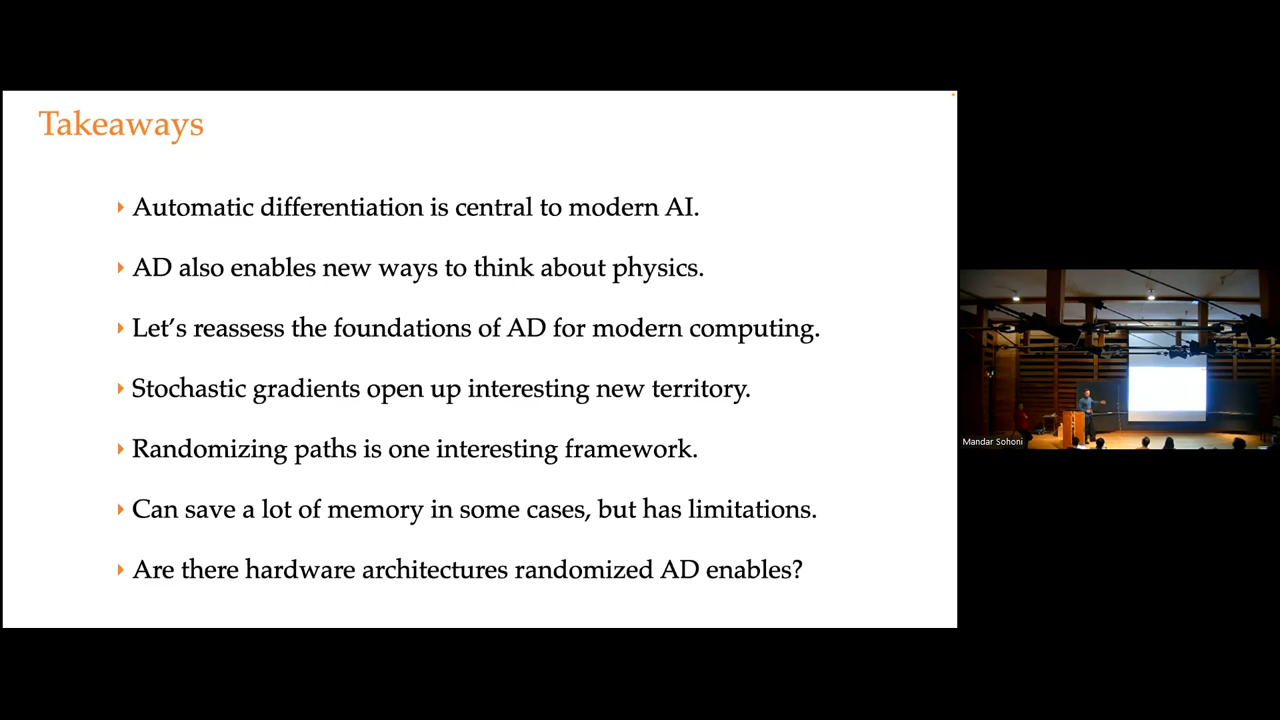 Takeaways
Automatic differentiation is central to modern AI.
AD also enables new ways to think about physics.
Let’s reassess the foundations of AD for modern computing.
Stochastic gradients open up interesting new territory.
Randomizing paths is one interesting framework.
Can save a lot of memory in some cases, but has limitations.
Are there hardware architectures randomized AD enables?
Mandar Sohoni